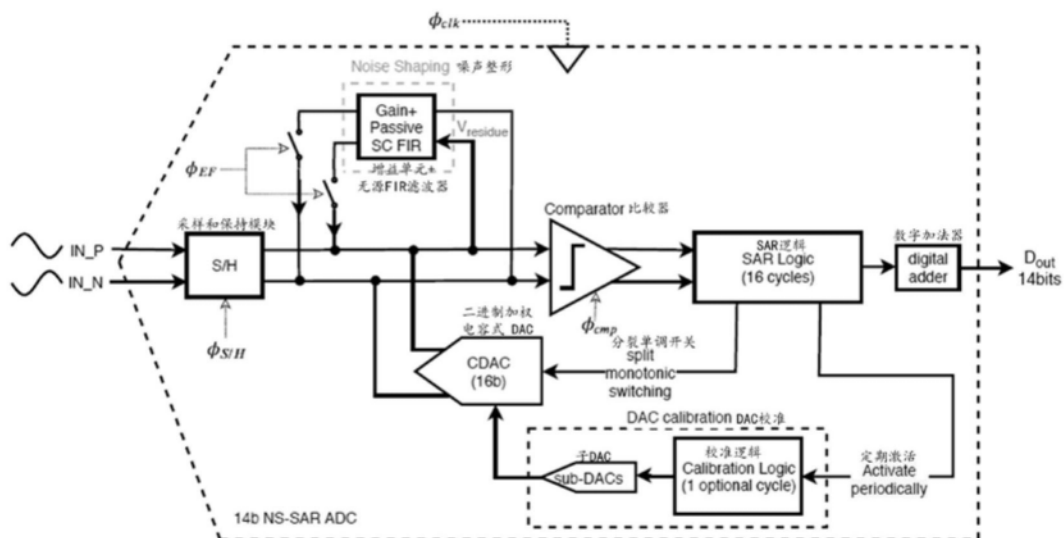 ϕclk
Noise Shaping 噪声整形
Gain+
Passive
SC FIR
Vresidue
增益单元+
无源FIR滤波器
ϕEF
采样和保持模块
Comparator 比较器
IN_P
IN_N
S/H
ϕS/H
ϕcmp
SAR逻辑
SAR Logic
(16 cycles)
数字加法器
digital
adder
Dout
14bits
二进制加权
电容式 DAC
CDAC
(16b)
分裂单调开关
split
monotonic
switching
DAC calibration DAC校准
子DAC
sub-DACs
校准逻辑
Calibration Logic
(1 optional cycle)
定期激活
Activate
periodically
14b NS-SAR ADC